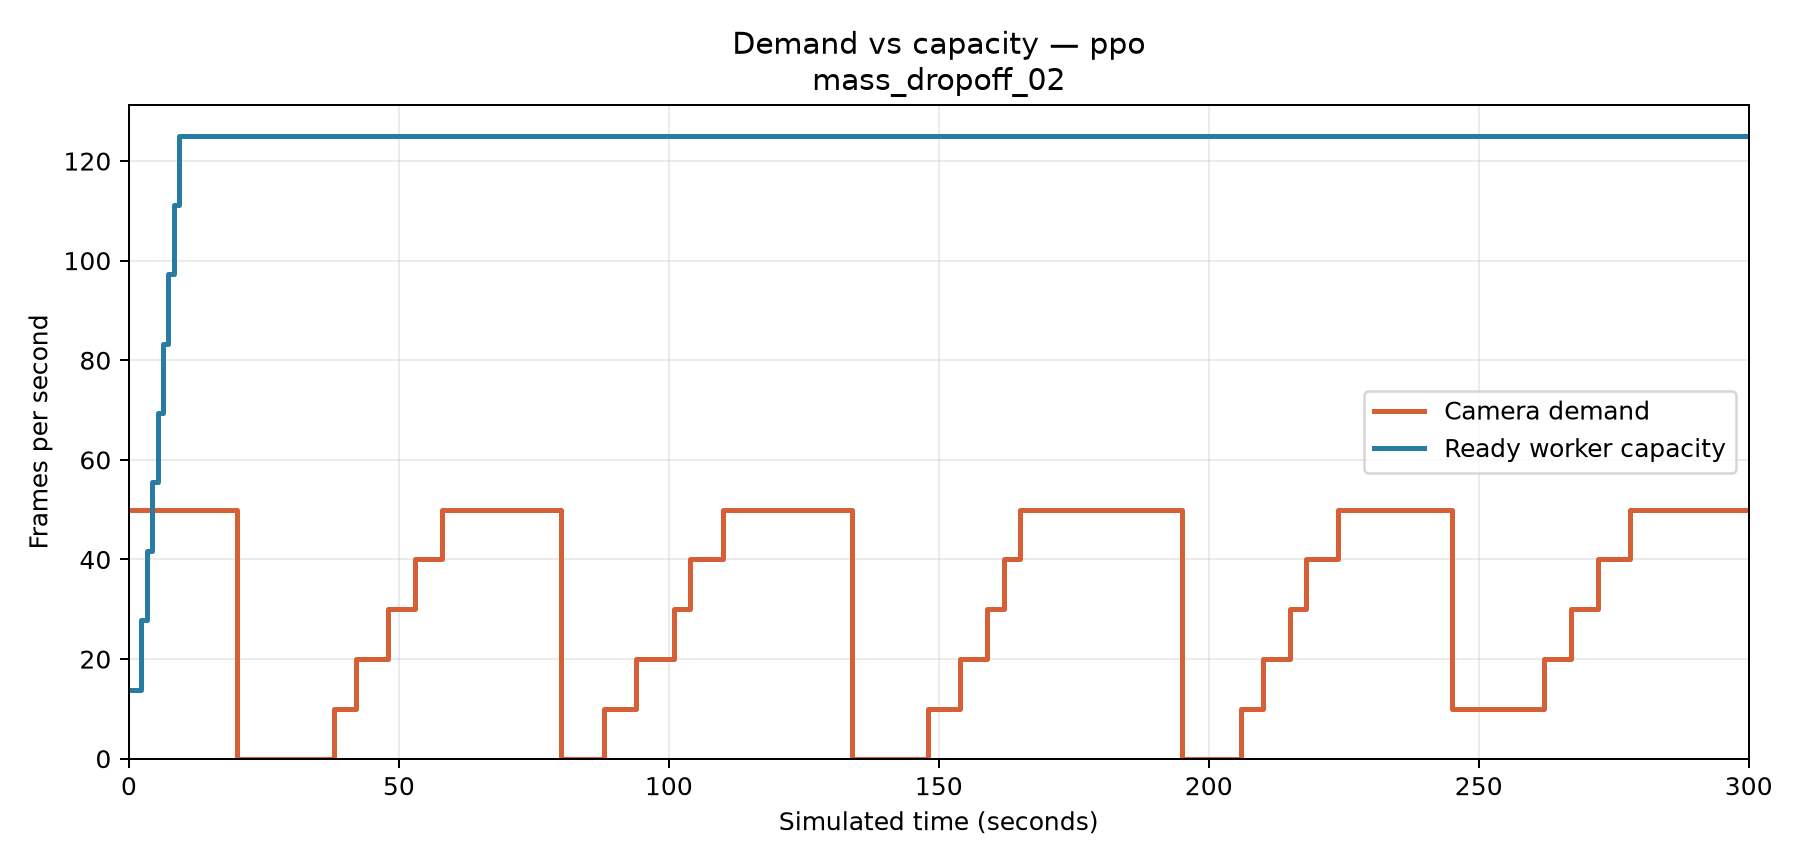 Demand vs capacity — ppo
mass_dropoff_02
Frames per second
120
100
80
60
40
20
0
Camera demand
Ready worker capacity
0 50 100 150 200 250 300
Simulated time (seconds)